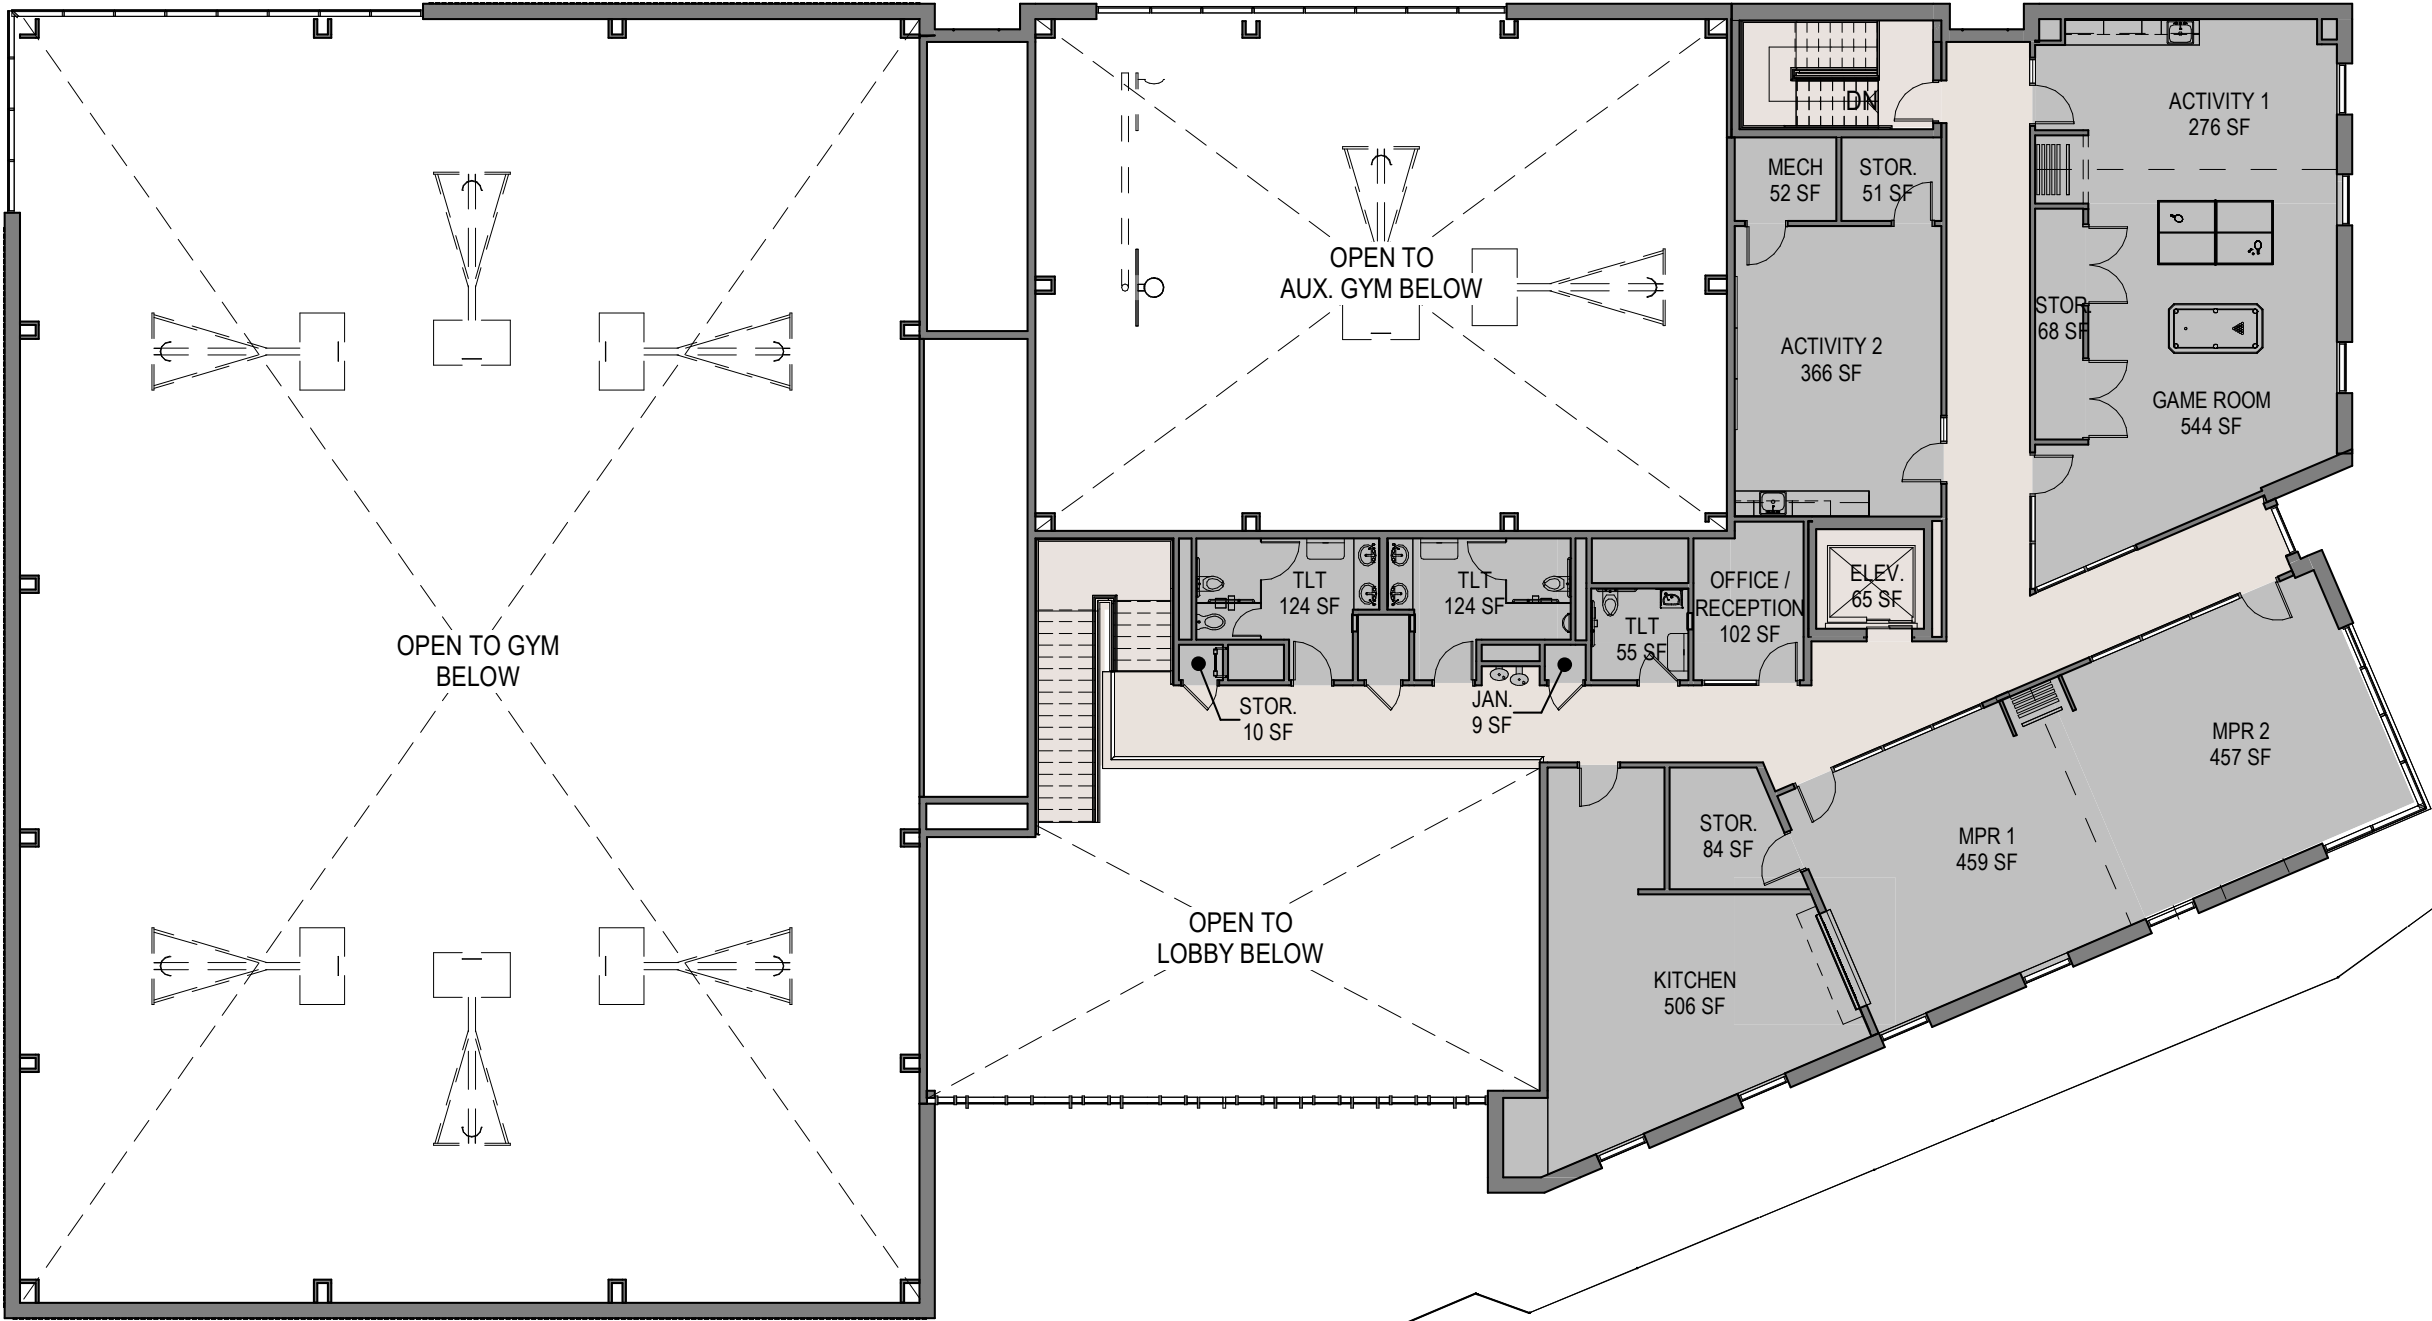 DN
ACTIVITY 1
276 SF
MECH
52 SF
STOR.
51 SF
OPEN TO
AUX. GYM BELOW
STOR.
68 SF
ACTIVITY 2
366 SF
GAME ROOM
544 SF
OPEN TO GYM
BELOW
TLT
124 SF
TLT
124 SF
TLT
55 SF
OFFICE /
RECEPTION
102 SF
ELEV.
65 SF
STOR.
10 SF
JAN.
9 SF
MPR 2
457 SF
STOR.
84 SF
MPR 1
459 SF
OPEN TO
LOBBY BELOW
KITCHEN
506 SF